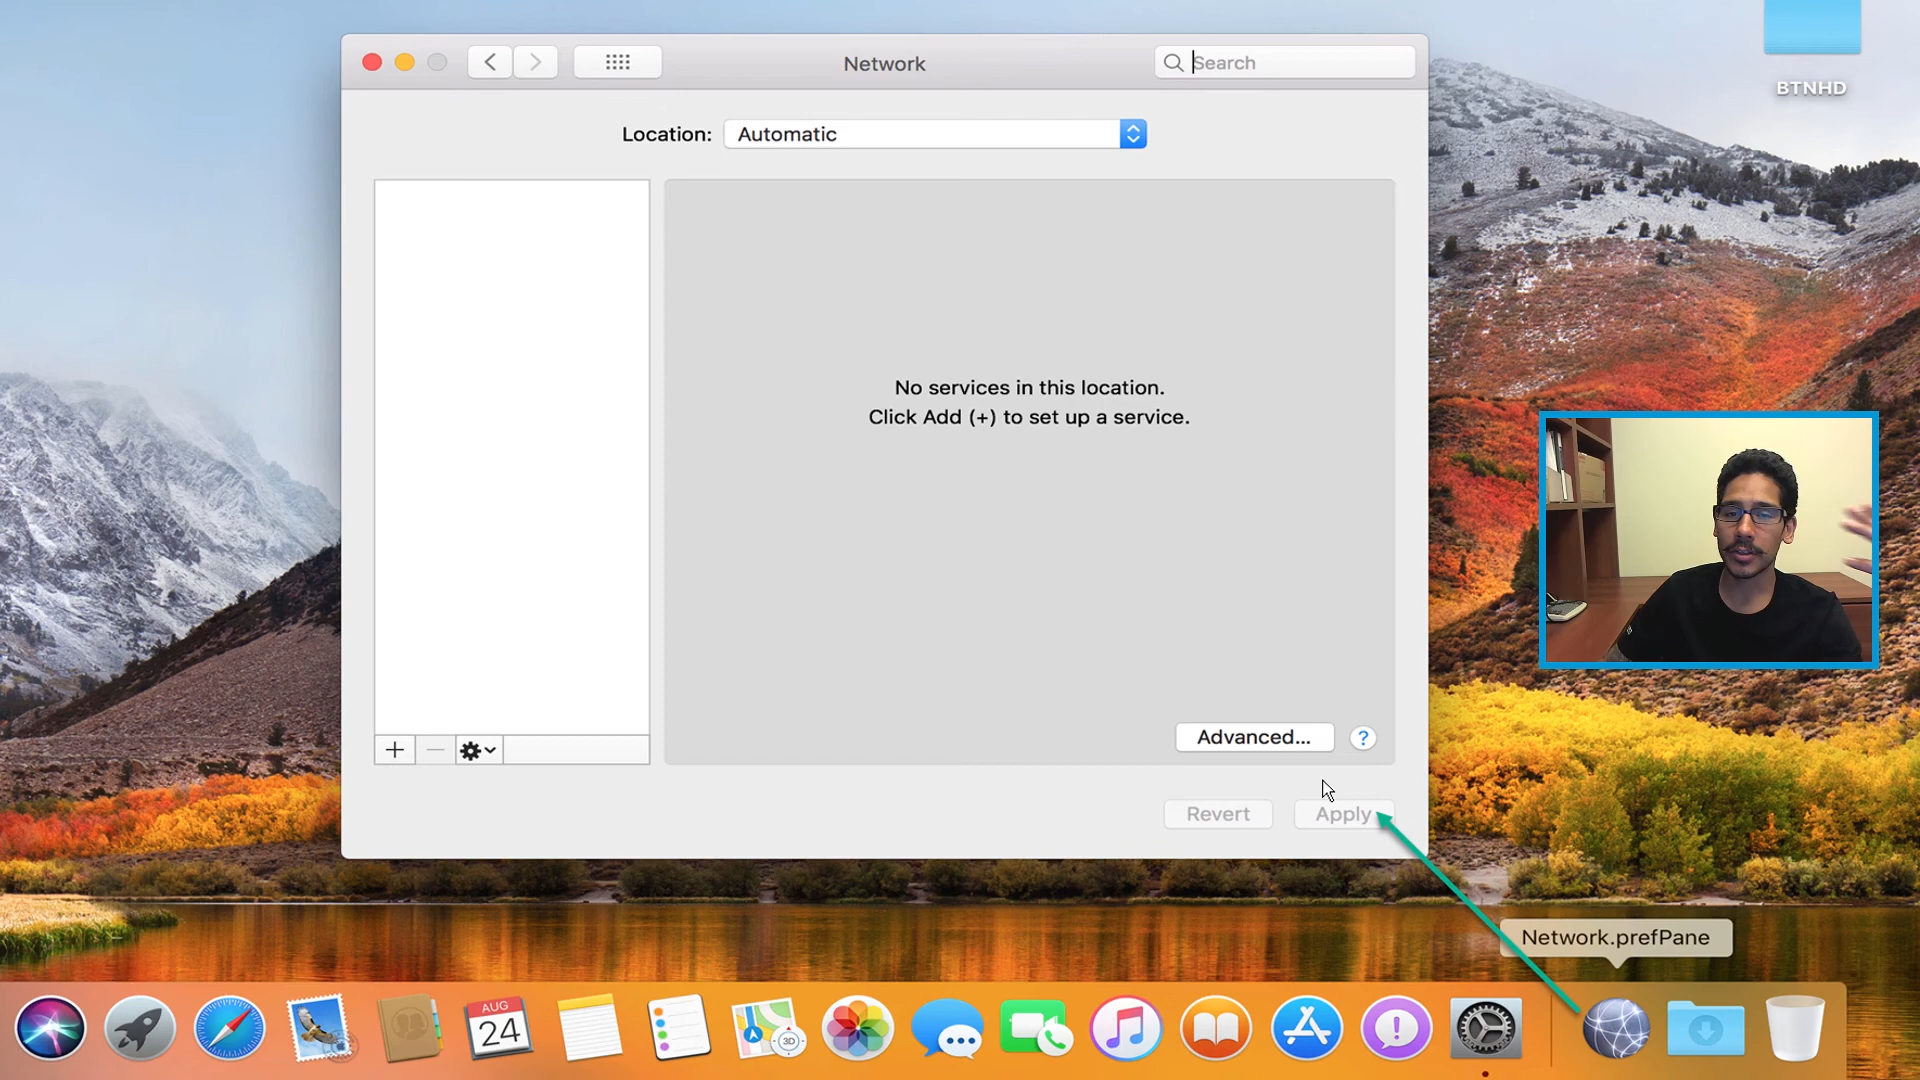 Network
Search
BTNHD
Location:
Automatic
No services in this location.
Click Add (+) to set up a service.
Advanced...
?
Revert
Apply
Network.prefPane
AUG
24
3D